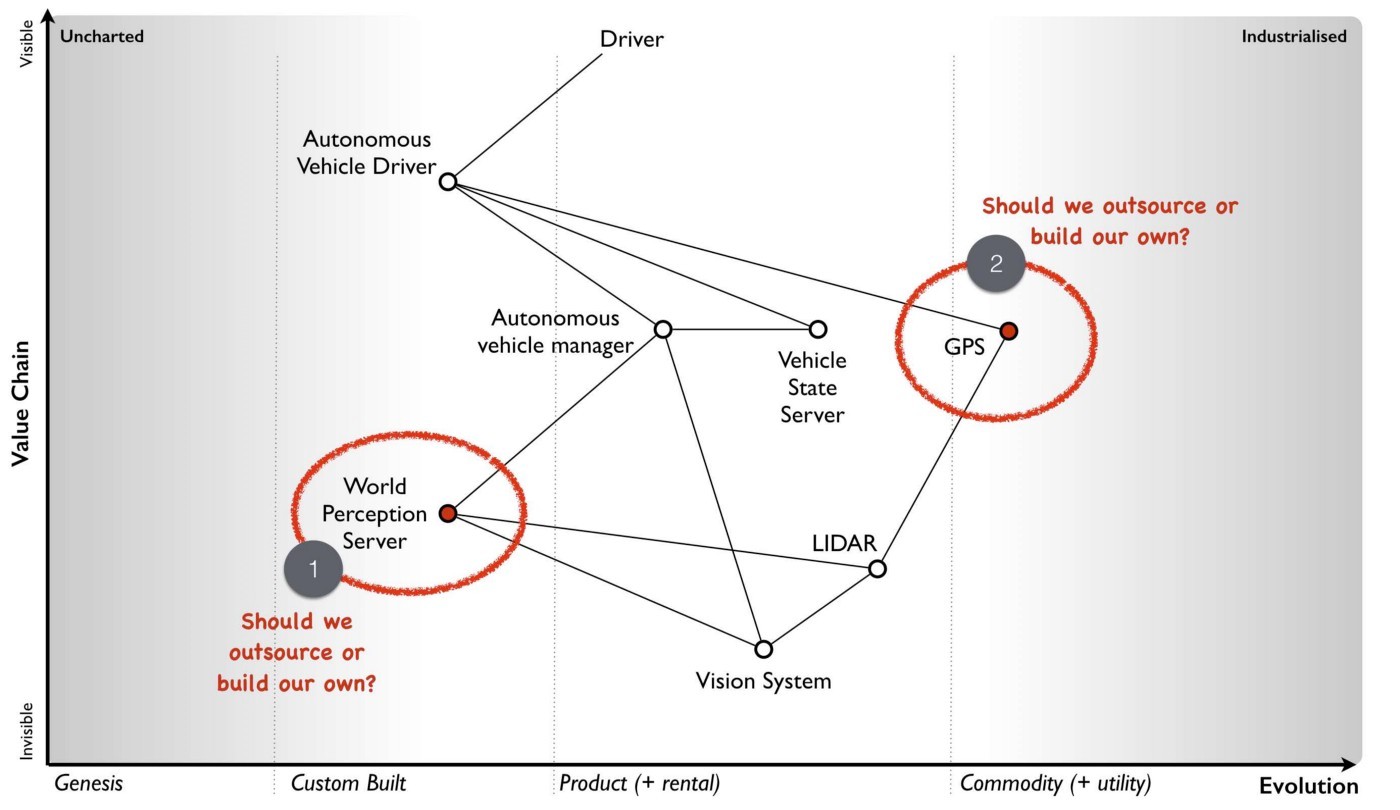 Visible
Uncharted
Driver
Industrialised
Autonomous
Vehicle Driver
Should we outsource or
build our own?
2
Autonomous
vehicle manager
GPS
Vehicle
State
Server
Value Chain
World
Perception
Server
LIDAR
1
Should we
outsource or
build our own?
Vision System
Invisible
Genesis
Custom Built
Product (+ rental)
Commodity (+ utility)
Evolution